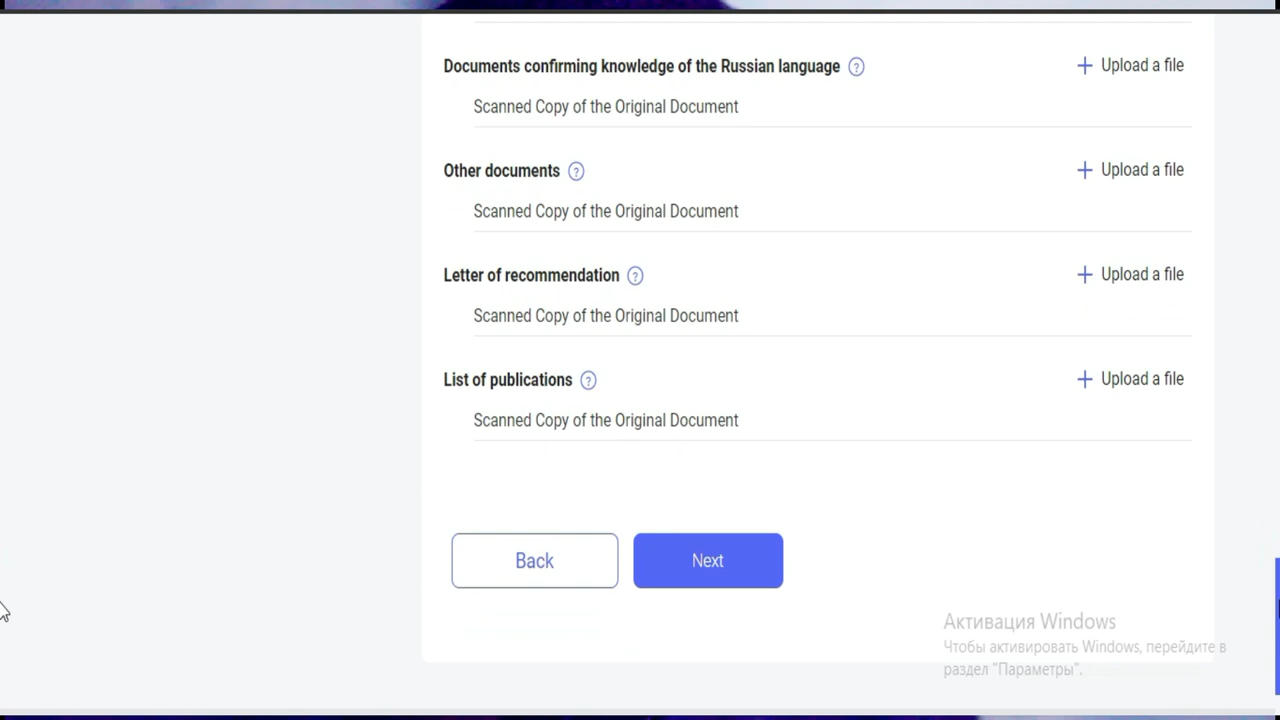 Documents confirming knowledge of the Russian language ?
+ Upload a file
Scanned Copy of the Original Document
Other documents ?
+ Upload a file
Scanned Copy of the Original Document
Letter of recommendation ?
+ Upload a file
Scanned Copy of the Original Document
List of publications ?
+ Upload a file
Scanned Copy of the Original Document
Back
Next
Активация Windows
Чтобы активировать Windows, перейдите в
раздел "Параметры".